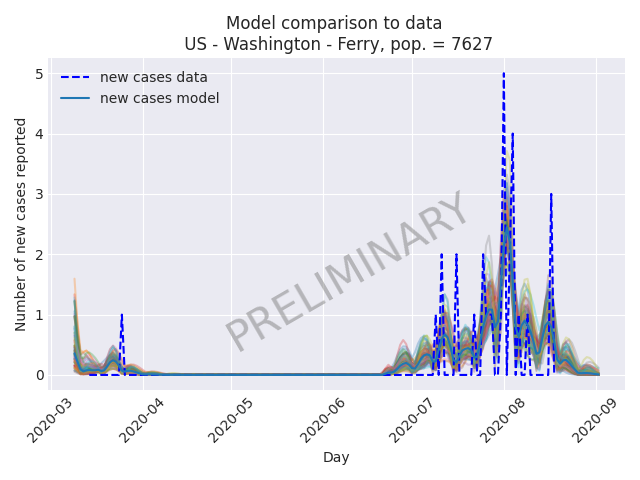 Model comparison to data
US - Washington - Ferry, pop. = 7627
new cases data
new cases model
Number of new cases reported
5
4
3
2
1
0
PRELIMINARY
2020-03
2020-04
2020-05
2020-06
2020-07
2020-08
2020-09
Day